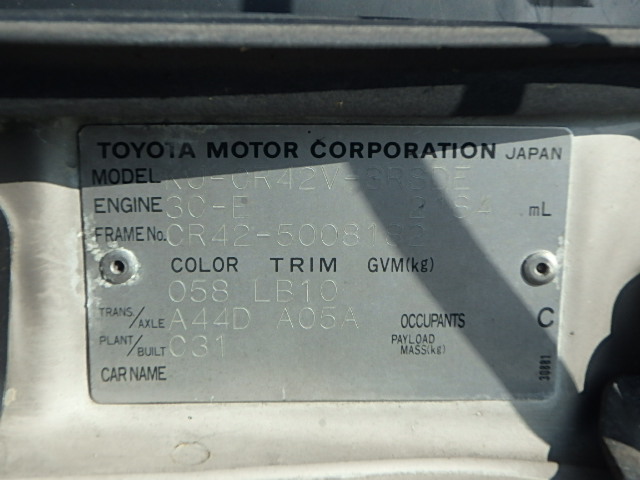 TOYOTA MOTOR CORPORATION JAPAN
MODEL
ENGINE 3C-E mL
FRAME No.
COLOR TRIM GVM(kg)
058 LB10
TRANS./AXLE A44D A05A OCCUPANTS C
PLANT/BUILT C31 PAYLOAD MASS(kg)
CAR NAME
30881